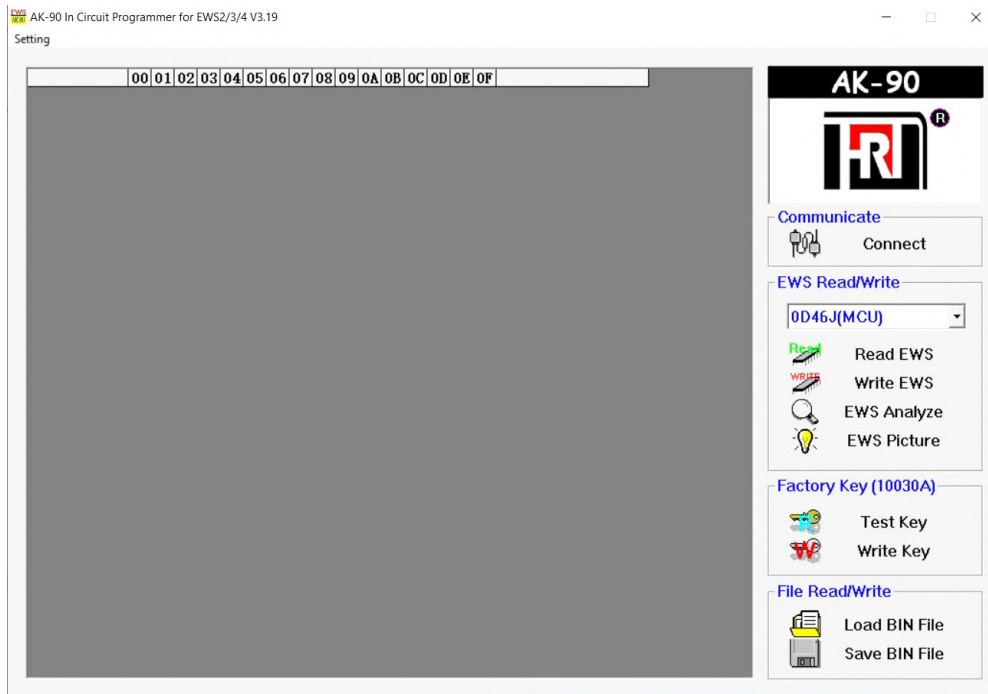 EWS
AK90
AK-90 In Circuit Programmer for EWS2/3/4 V3.19
Setting
00 01 02 03 04 05 06 07 08 09 0A 0B 0C 0D 0E 0F
AK-90
HRT
R
Communicate
Connect
EWS Read/Write
0D46J(MCU)
Read
Read EWS
WRITE
Write EWS
EWS Analyze
EWS Picture
Factory Key (10030A)
R
Test Key
W
Write Key
File Read/Write
Load BIN File
Save BIN File